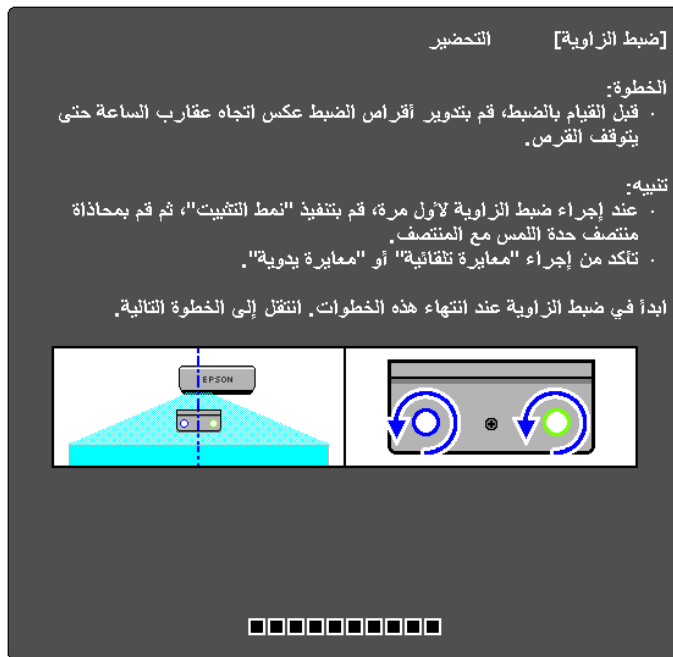 [ضبط الزاوية] التحضير
الخطوة:
· قبل القيام بالضبط، قم بتدوير أقراص الضبط عكس اتجاه عقارب الساعة حتى
يتوقف القرص.
تنبيه:
· عند إجراء ضبط الزاوية لأول مرة، قم بتنفيذ "نمط التثبيت"، ثم قم بمحاذاة
منتصف حدة اللمس مع المنتصف.
· تأكد من إجراء "معايرة تلقائية" أو "معايرة يدوية".
ابدأ في ضبط الزاوية عند انتهاء هذه الخطوات. انتقل إلى الخطوة التالية.
EPSON